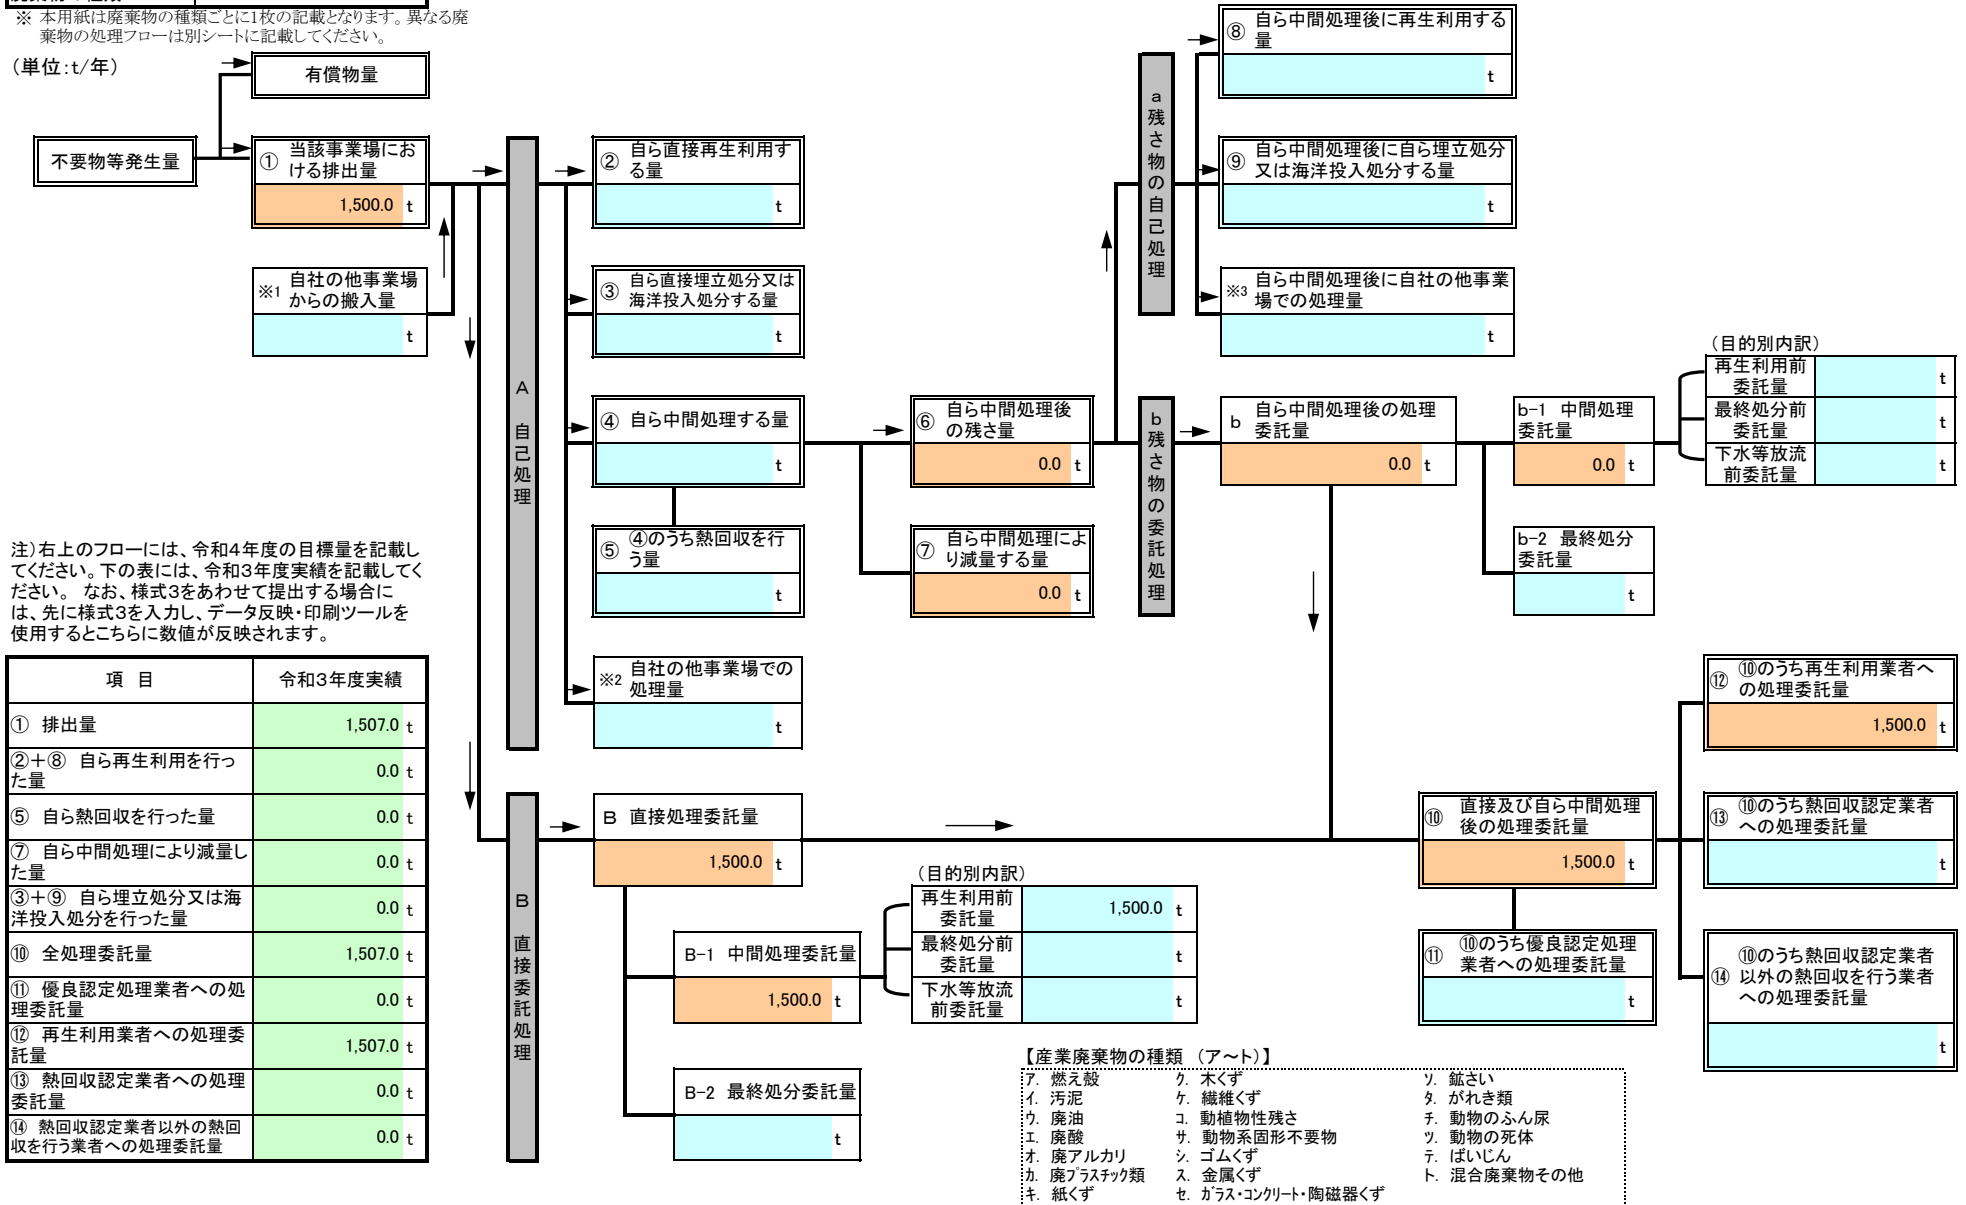 ※ 本用紙は廃棄物の種類ごとに1枚の記載となります。異なる廃
棄物の処理フローは別シートに記載してください。
(単位:t/年)
有償物量
不要物等発生量
① 当該事業場にお
ける排出量
1,500.0 t
※1 自社の他事業場
からの搬入量
t
A 自己処理
② 自ら直接再生利用す
る量
t
③ 自ら直接埋立処分又は
海洋投入処分する量
t
④ 自ら中間処理する量
t
⑤ ④のうち熱回収を行
う量
t
※2 自社の他事業場での
処理量
t
⑥ 自ら中間処理後
の残さ量
0.0 t
⑦ 自ら中間処理によ
り減量する量
0.0 t
a 残さ物の自己処理
⑧ 自ら中間処理後に再生利用する
量
t
⑨ 自ら中間処理後に自ら埋立処分
又は海洋投入処分する量
t
※3 自ら中間処理後に自社の他事業
場での処理量
t
b 残さ物の委託処理
b 自ら中間処理後の処理
委託量
0.0 t
b-1 中間処理
委託量
0.0 t
b-2 最終処分
委託量
t
(目的別内訳)
再生利用前
委託量
t
最終処分前
委託量
t
下水等放流
前委託量
t
注)右上のフローには、令和4年度の目標量を記載し
てください。下の表には、令和3年度実績を記載してく
ださい。 なお、様式3をあわせて提出する場合に
は、先に様式3を入力し、データ反映・印刷ツールを
使用するとこちらに数値が反映されます。
項 目 令和3年度実績
① 排出量 1,507.0 t
②+⑧ 自ら再生利用を行っ
た量
0.0 t
⑤ 自ら熱回収を行った量 0.0 t
⑦ 自ら中間処理により減量し
た量
0.0 t
③+⑨ 自ら埋立処分又は海
洋投入処分を行った量
0.0 t
⑩ 全処理委託量 1,507.0 t
⑪ 優良認定処理業者への処
理委託量
0.0 t
⑫ 再生利用業者への処理委
託量
1,507.0 t
⑬ 熱回収認定業者への処理
委託量
0.0 t
⑭ 熱回収認定業者以外の熱回
収を行う業者への処理委託量
0.0 t
B 直接委託処理
B 直接処理委託量
1,500.0 t
B-1 中間処理委託量
1,500.0 t
B-2 最終処分委託量
t
(目的別内訳)
再生利用前
委託量
1,500.0 t
最終処分前
委託量
t
下水等放流
前委託量
t
⑩ 直接及び自ら中間処理
後の処理委託量
1,500.0 t
⑪ ⑩のうち優良認定処理
業者への処理委託量
t
⑫ ⑩のうち再生利用業者へ
の処理委託量
1,500.0 t
⑬ ⑩のうち熱回収認定業者
への処理委託量
t
⑭ ⑩のうち熱回収認定業者
以外の熱回収を行う業者
への処理委託量
t
【産業廃棄物の種類 (ア~ト)】
ア. 燃え殻 ク. 木くず ソ. 鉱さい
イ. 汚泥 ケ. 繊維くず タ. がれき類
ウ. 廃油 コ. 動植物性残さ チ. 動物のふん尿
エ. 廃酸 サ. 動物系固形不要物 ツ. 動物の死体
オ. 廃アルカリ シ. ゴムくず テ. ばいじん
カ. 廃プラスチック類 ス. 金属くず ト. 混合廃棄物その他
キ. 紙くず セ. ガラス・コンクリート・陶磁器くず